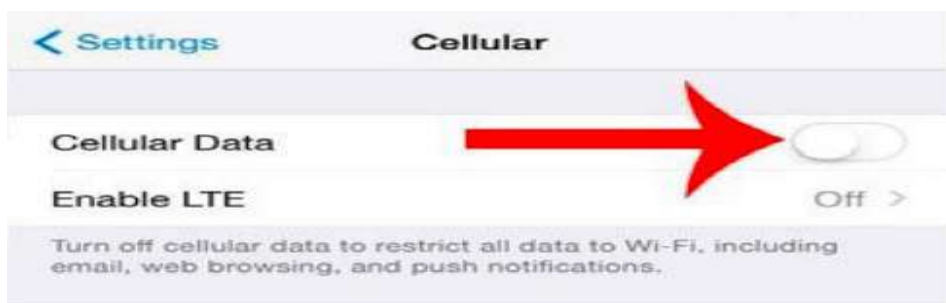 Settings Cellular
Cellular Data
Enable LTE Off
Turn off cellular data to restrict all data to Wi-Fi, including
email, web browsing, and push notifications.